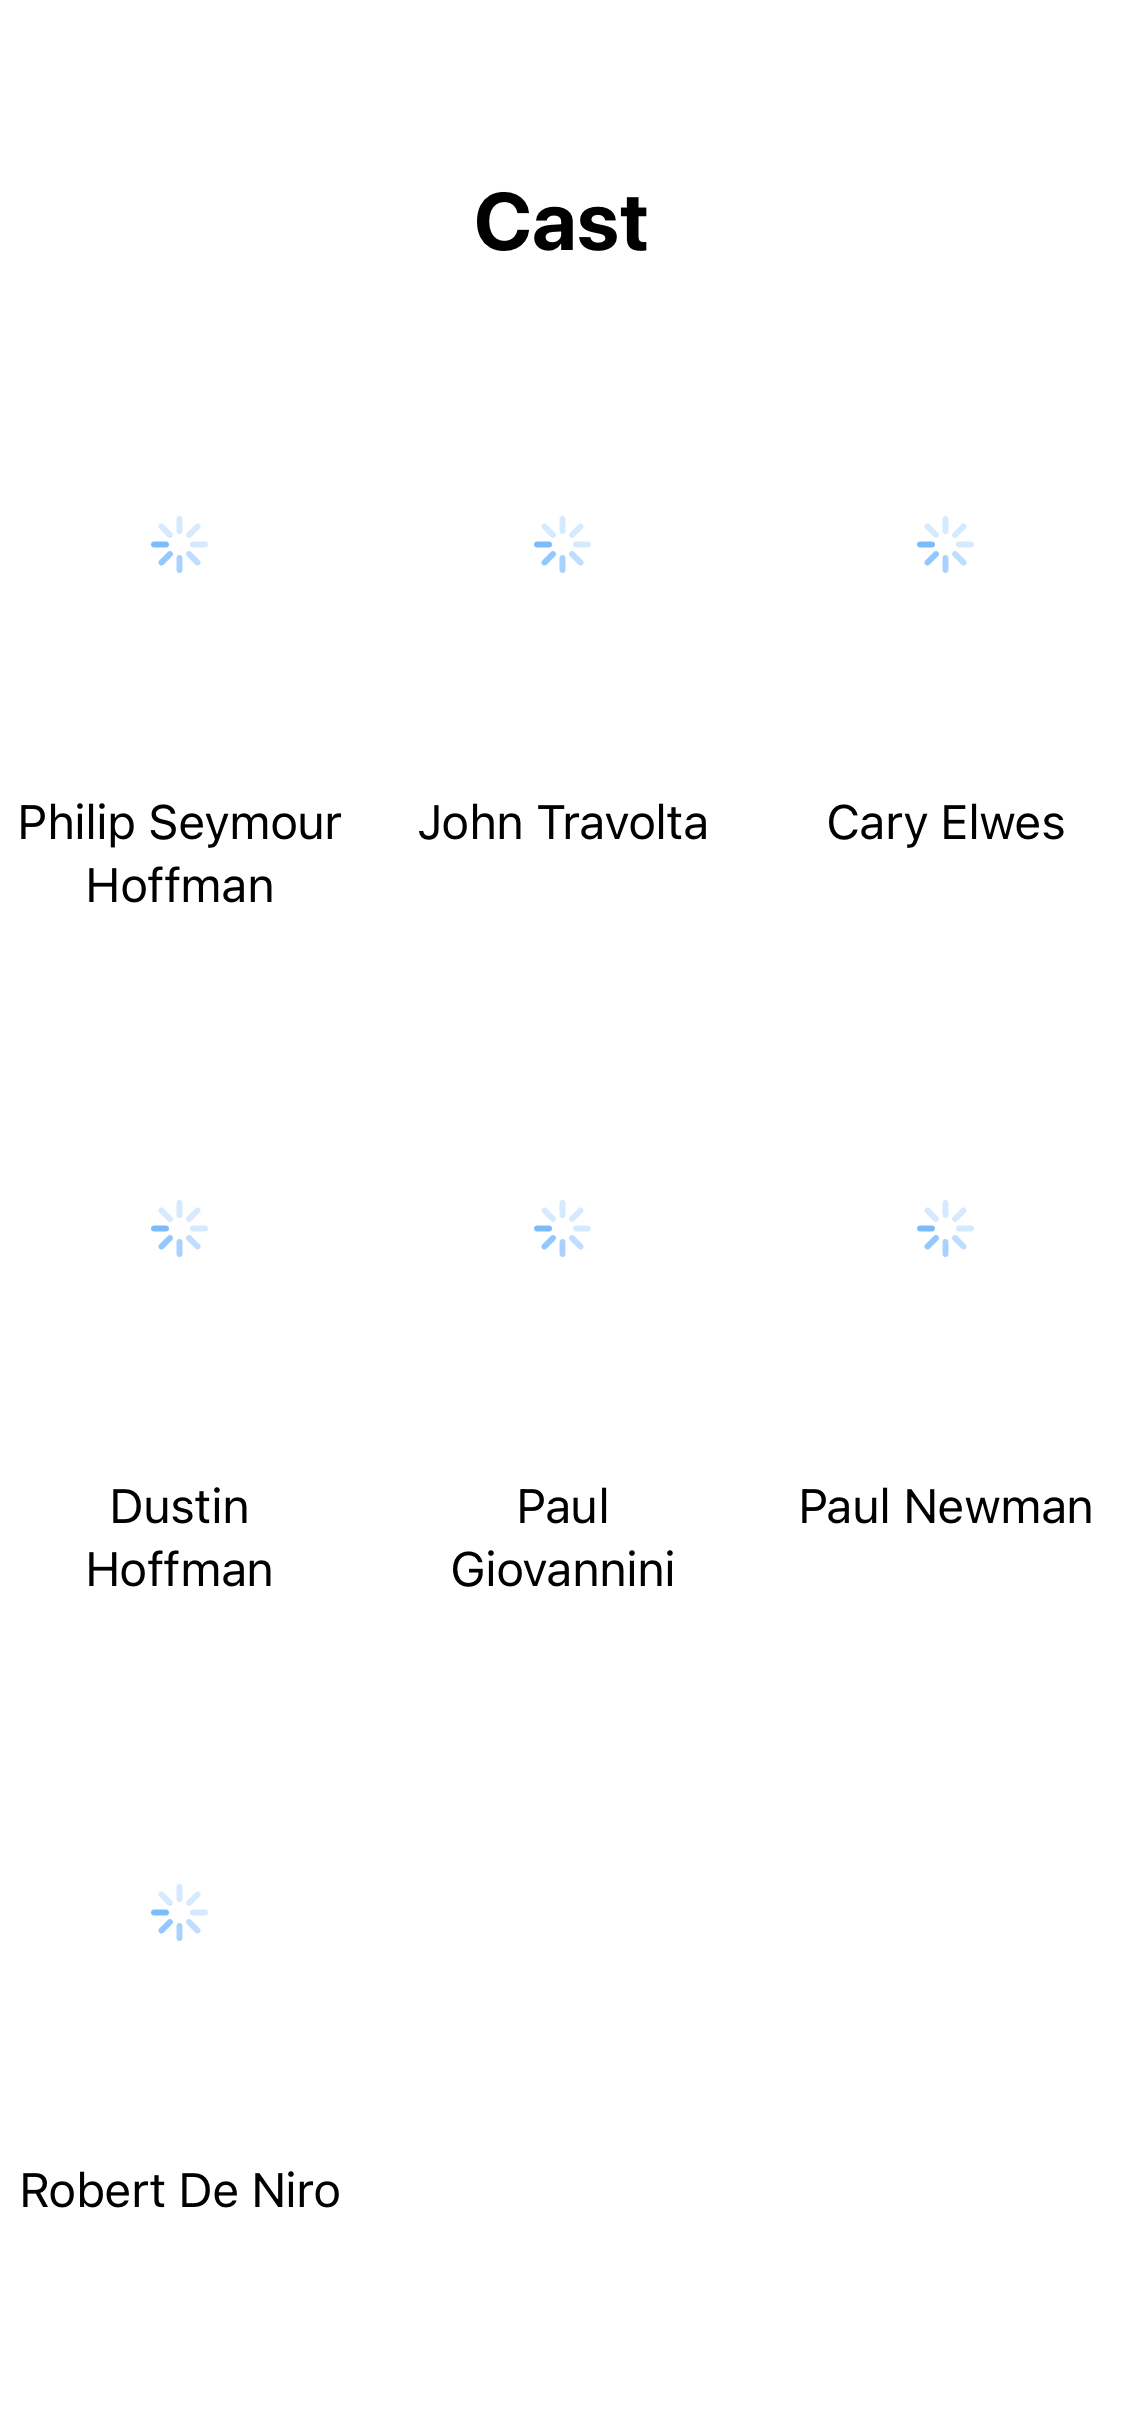 Cast
Philip Seymour
Hoffman
John Travolta
Cary Elwes
Dustin
Hoffman
Paul
Giovannini
Paul Newman
Robert De Niro